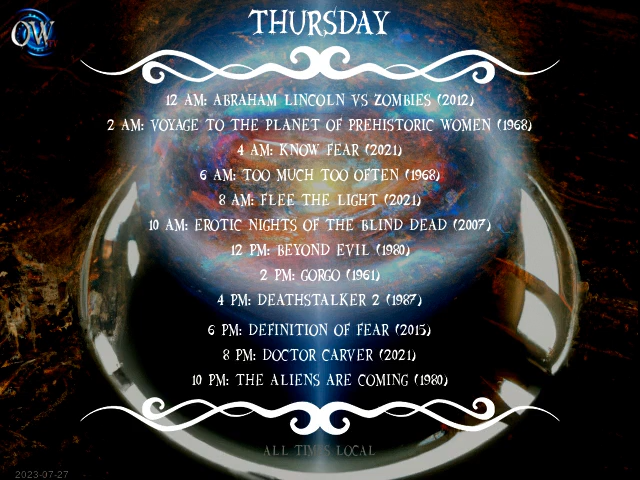 OW
THURSDAY
12 AM: ABRAHAM LINCOLN VS ZOMBIES (2012)
2 AM: VOYAGE TO THE PLANET OF PREHISTORIC WOMEN (1968)
4 AM: KNOW FEAR (2021)
6 AM: TOO MUCH TOO OFTEN (1968)
8 AM: FLEE THE LIGHT (2021)
10 AM: EROTIC NIGHTS OF THE BLIND DEAD (2007)
12 PM: BEYOND EVIL (1980)
2 PM: GORGO (1961)
4 PM: DEATHSTALKER 2 (1987)
6 PM: DEFINITION OF FEAR (2015)
8 PM: DOCTOR CARVER (2021)
10 PM: THE ALIENS ARE COMING (1980)
ALL TIMES LOCAL
2023-07-27